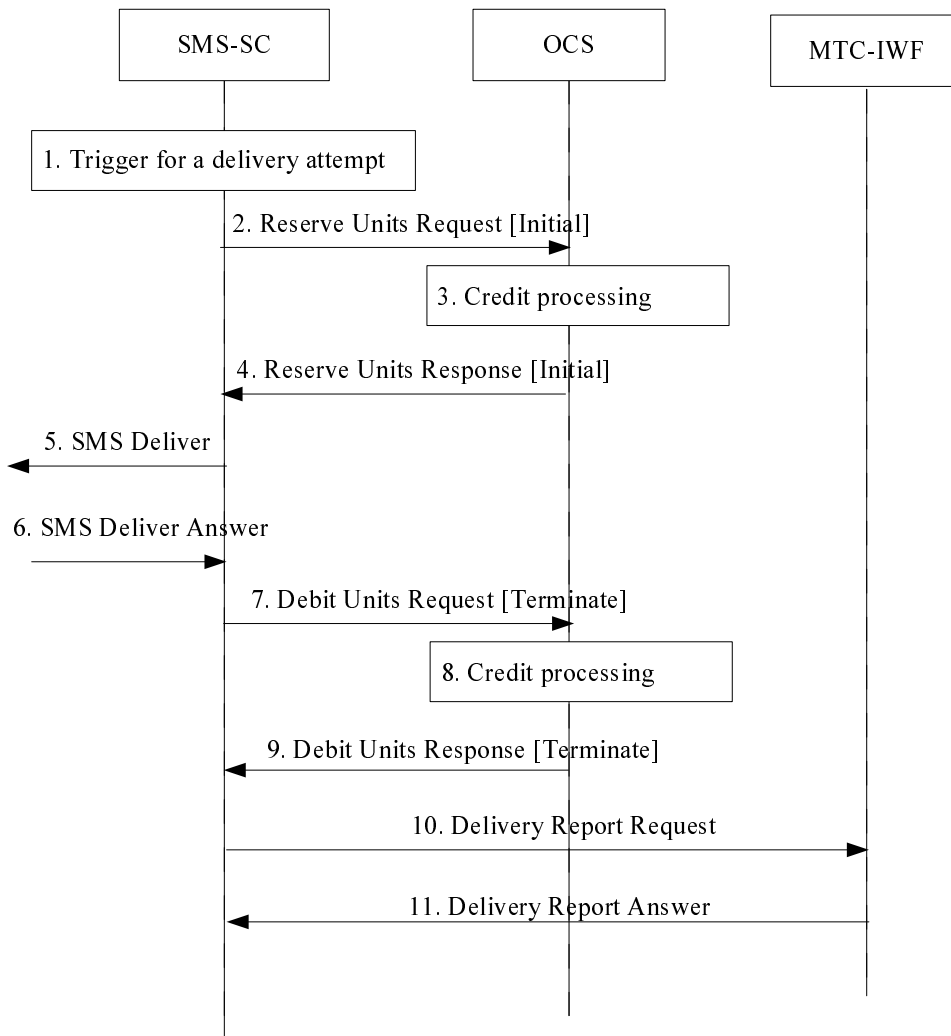 SMS-SC
OCS
MTC-IWF
1. Trigger for a delivery attempt
2. Reserve Units Request [Initial]
3. Credit processing
4. Reserve Units Response [Initial]
5. SMS Deliver
6. SMS Deliver Answer
7. Debit Units Request [Terminate]
8. Credit processing
9. Debit Units Response [Terminate]
10. Delivery Report Request
11. Delivery Report Answer